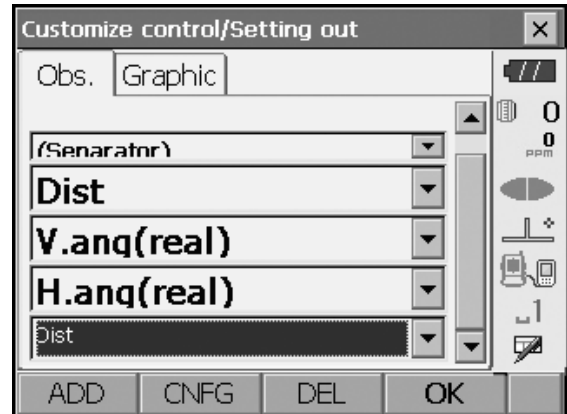 Customize control/Setting out
Obs. Graphic
0
0
ppm
(Separator)
Dist
V.ang(real)
H.ang(real)
Dist
1
ADD CNFG DEL OK